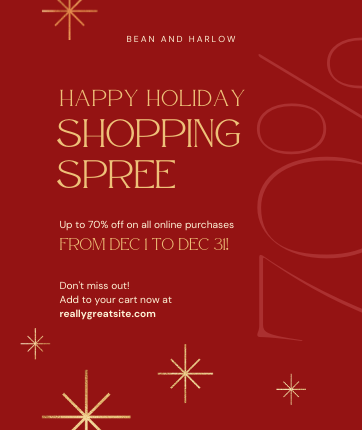 BEAN AND HARLOW
HAPPY HOLIDAY
SHOPPING
SPREE
Up to 70% off on all online purchases
FROM DEC 1 TO DEC 31!
Don't miss out!
Add to your cart now at
reallygreatsite.com
70%